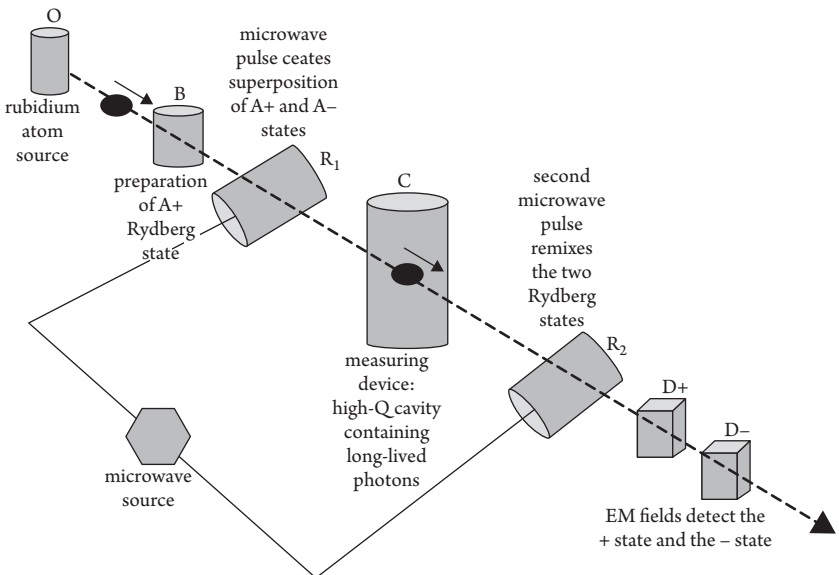 O
rubidium
atom
source
B
preparation
of A+
Rydberg
state
microwave
pulse ceates
superposition
of A+ and A–
states
R1
C
measuring
device:
high-Q cavity
containing
long-lived
photons
second
microwave
pulse
remixes
the two
Rydberg
states
R2
D+
D–
EM fields detect the
+ state and the – state
microwave
source